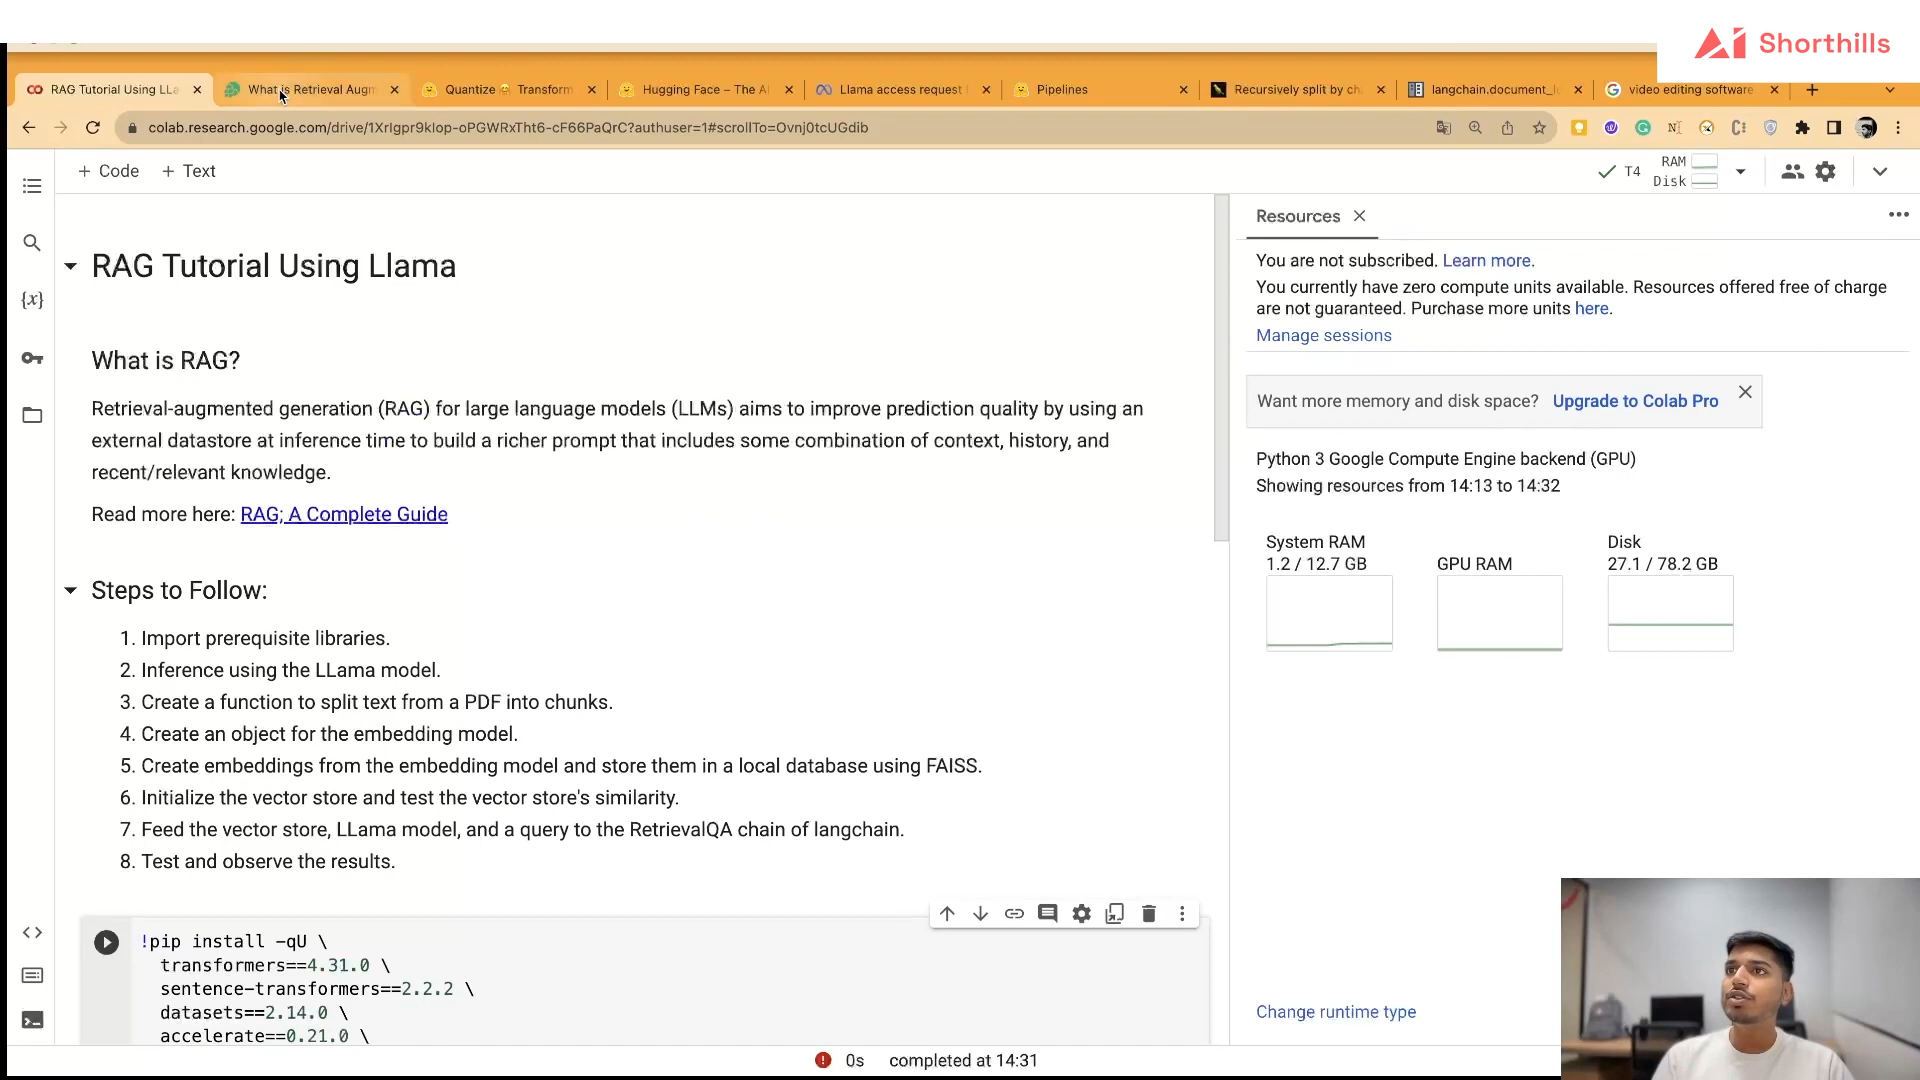 Ai Shorthills
RAG Tutorial Using LLa
What is Retrieval Augm
Quantize 🤗 Transform
Hugging Face – The AI
Llama access request
Pipelines
Recursively split by ch
langchain.document_l
video editing software
colab.research.google.com/drive/1XrIgpr9kIop-oPGWRxTht6-cF66PaQrC?authuser=1#scrollTo=Ovnj0tcUGdib
+ Code + Text
T4
RAM
Disk
Resources
RAG Tutorial Using Llama
What is RAG?
Retrieval-augmented generation (RAG) for large language models (LLMs) aims to improve prediction quality by using an
external datastore at inference time to build a richer prompt that includes some combination of context, history, and
recent/relevant knowledge.
Read more here: RAG; A Complete Guide
Steps to Follow:
1. Import prerequisite libraries.
2. Inference using the LLama model.
3. Create a function to split text from a PDF into chunks.
4. Create an object for the embedding model.
5. Create embeddings from the embedding model and store them in a local database using FAISS.
6. Initialize the vector store and test the vector store's similarity.
7. Feed the vector store, LLama model, and a query to the RetrievalQA chain of langchain.
8. Test and observe the results.
!pip install -qU \
transformers==4.31.0 \
sentence-transformers==2.2.2 \
datasets==2.14.0 \
accelerate==0.21.0 \
You are not subscribed. Learn more.
You currently have zero compute units available. Resources offered free of charge
are not guaranteed. Purchase more units here.
Manage sessions
Want more memory and disk space? Upgrade to Colab Pro
Python 3 Google Compute Engine backend (GPU)
Showing resources from 14:13 to 14:32
System RAM
1.2 / 12.7 GB
GPU RAM
Disk
27.1 / 78.2 GB
Change runtime type
0s completed at 14:31